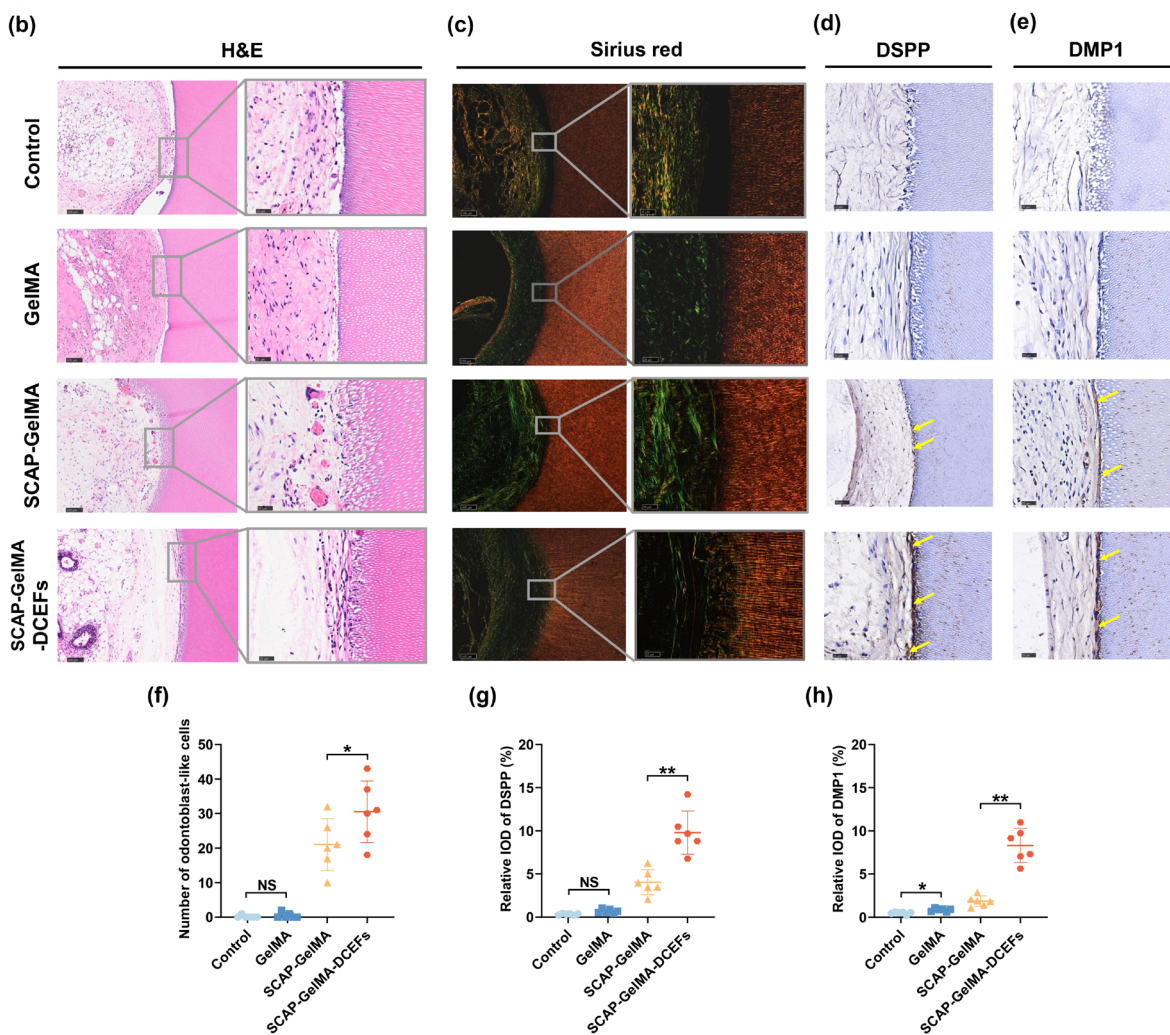 (b)
H&E
(c)
Sirius red
(d)
DSPP
(e)
DMP1
Control
GelMA
SCAP-GelMA
SCAP-GelMA
-DCEFs
(f)
Number of odontoblast-like cells
50
40
30
20
10
0
NS
*
Control
GelMA
SCAP-GelMA
SCAP-GelMA-DCEFs
(g)
Relative IOD of DSPP (%)
20
15
10
5
0
NS
**
Control
GelMA
SCAP-GelMA
SCAP-GelMA-DCEFs
(h)
Relative IOD of DMP1 (%)
20
15
10
5
0
*
**
Control
GelMA
SCAP-GelMA
SCAP-GelMA-DCEFs